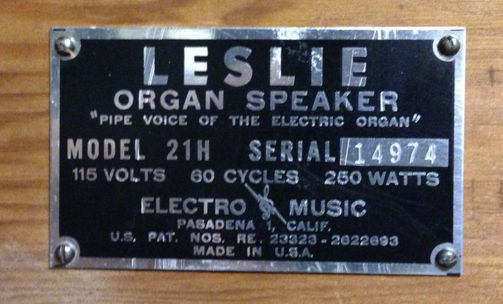 LESLIE
ORGAN SPEAKER
"PIPE VOICE OF THE ELECTRIC ORGAN"
MODEL 21H SERIAL 14974
115 VOLTS 60 CYCLES 250 WATTS
ELECTRO MUSIC
PASADENA 1, CALIF.
U.S. PAT. NOS. RE. 23323-2622693
MADE IN U.S.A.